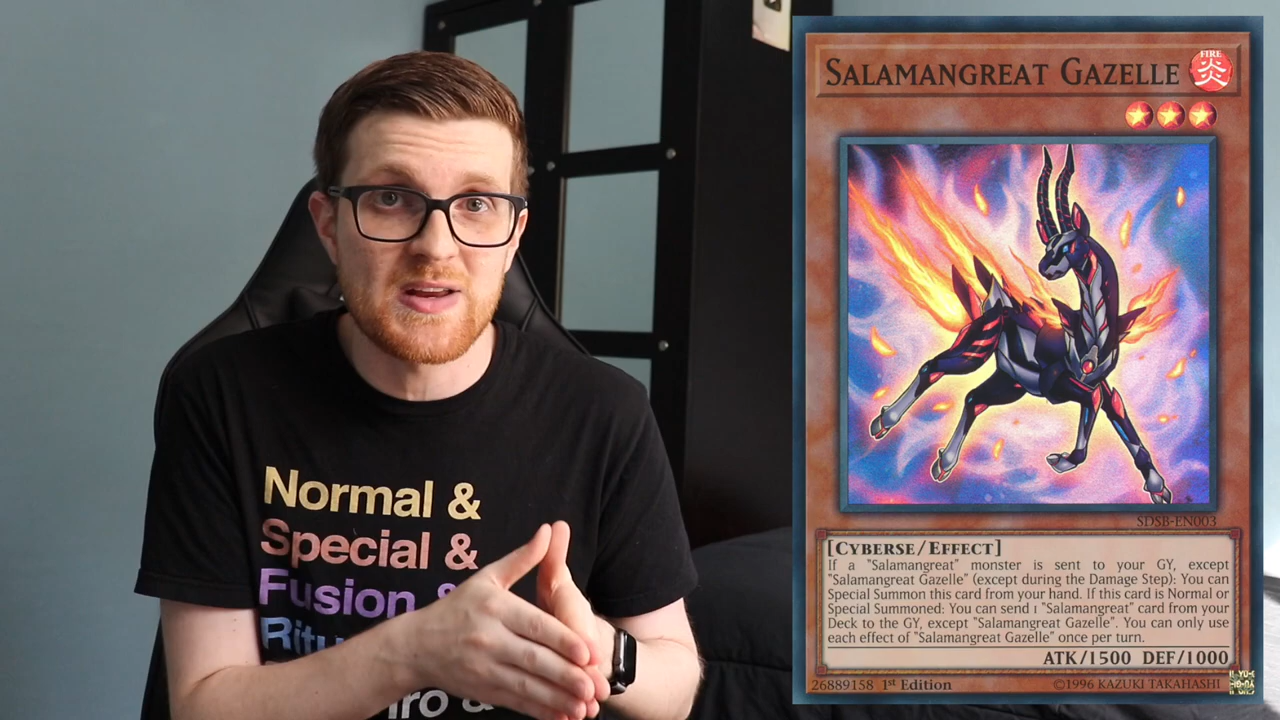 Normal &
Special &
Fusion
SALAMANGREAT GAZELLE
FIRE
炎
SDSB-EN003
[CYBERSE/EFFECT]
If a "Salamangreat" monster is sent to your GY, except
"Salamangreat Gazelle" (except during the Damage Step): You can
Special Summon this card from your hand. If this card is Normal or
Special Summoned: You can send 1 "Salamangreat" card from your
Deck to the GY, except "Salamangreat Gazelle". You can only use
each effect of "Salamangreat Gazelle" once per turn.
ATK/1500 DEF/1000
26889158 1st Edition ©1996 KAZUKI TAKAHASHI